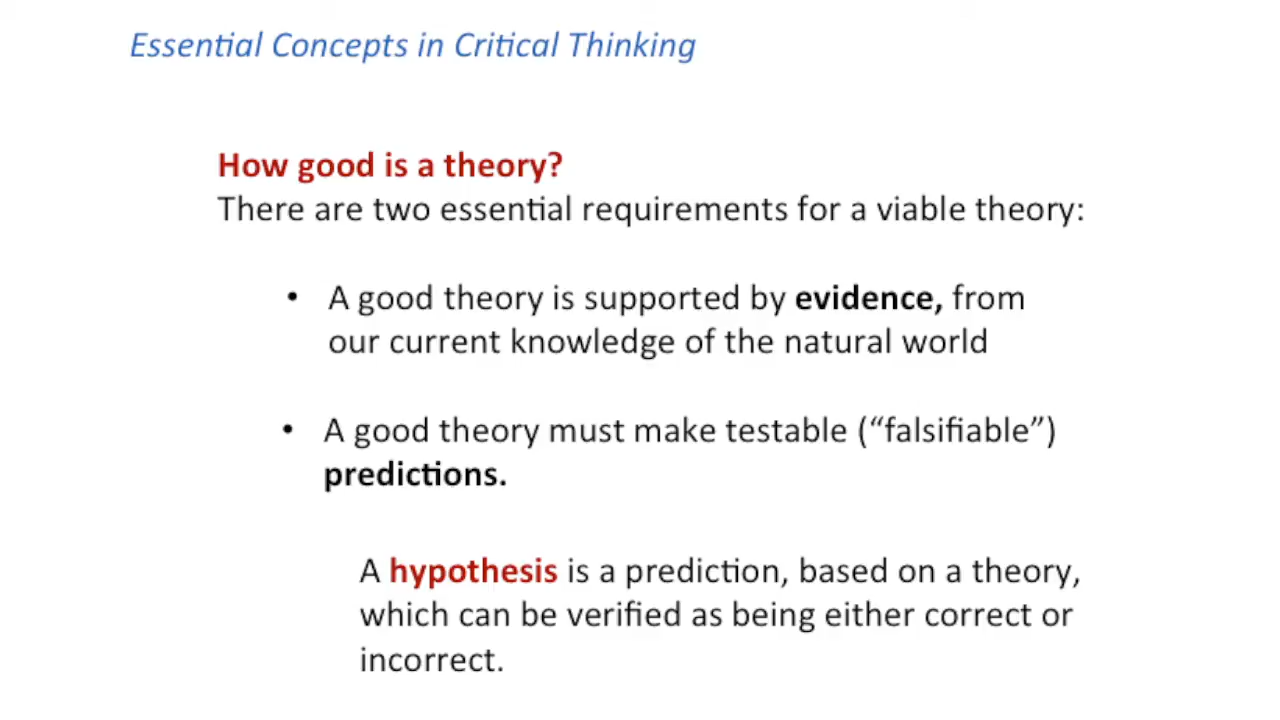 Essential Concepts in Critical Thinking
How good is a theory?
There are two essential requirements for a viable theory:
• A good theory is supported by evidence, from
our current knowledge of the natural world
• A good theory must make testable (“falsifiable”)
predictions.
A hypothesis is a prediction, based on a theory,
which can be verified as being either correct or
incorrect.